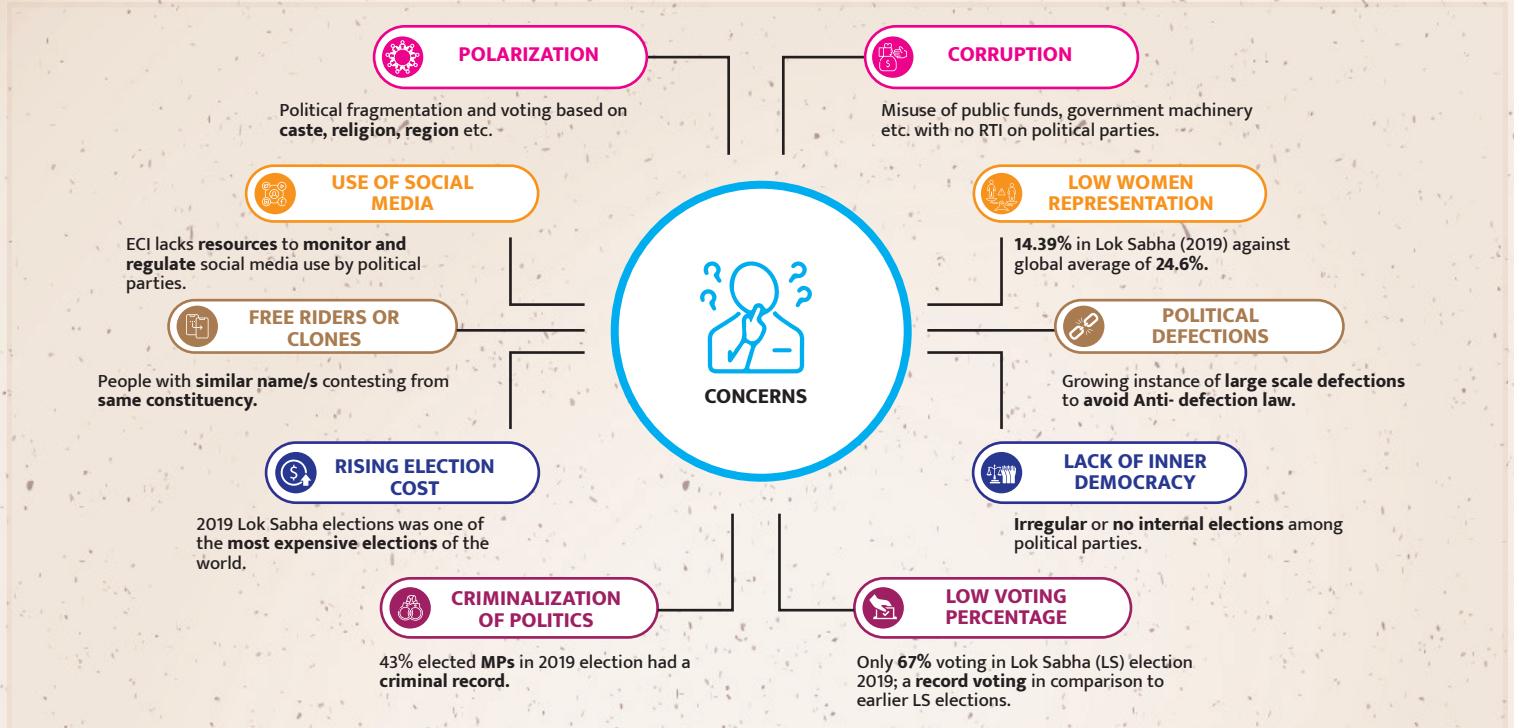 POLARIZATION
Political fragmentation and voting based on
caste, religion, region etc.
CORRUPTION
Misuse of public funds, government machinery
etc. with no RTI on political parties.
USE OF SOCIAL
MEDIA
ECI lacks resources to monitor and
regulate social media use by political
parties.
LOW WOMEN
REPRESENTATION
14.39% in Lok Sabha (2019) against
global average of 24.6%.
FREE RIDERS OR
CLONES
People with similar name/s contesting from
same constituency.
CONCERNS
POLITICAL
DEFECTIONS
Growing instance of large scale defections
to avoid Anti- defection law.
RISING ELECTION
COST
2019 Lok Sabha elections was one of
the most expensive elections of the
world.
LACK OF INNER
DEMOCRACY
Irregular or no internal elections among
political parties.
CRIMINALIZATION
OF POLITICS
43% elected MPs in 2019 election had a
criminal record.
LOW VOTING
PERCENTAGE
Only 67% voting in Lok Sabha (LS) election
2019; a record voting in comparison to
earlier LS elections.